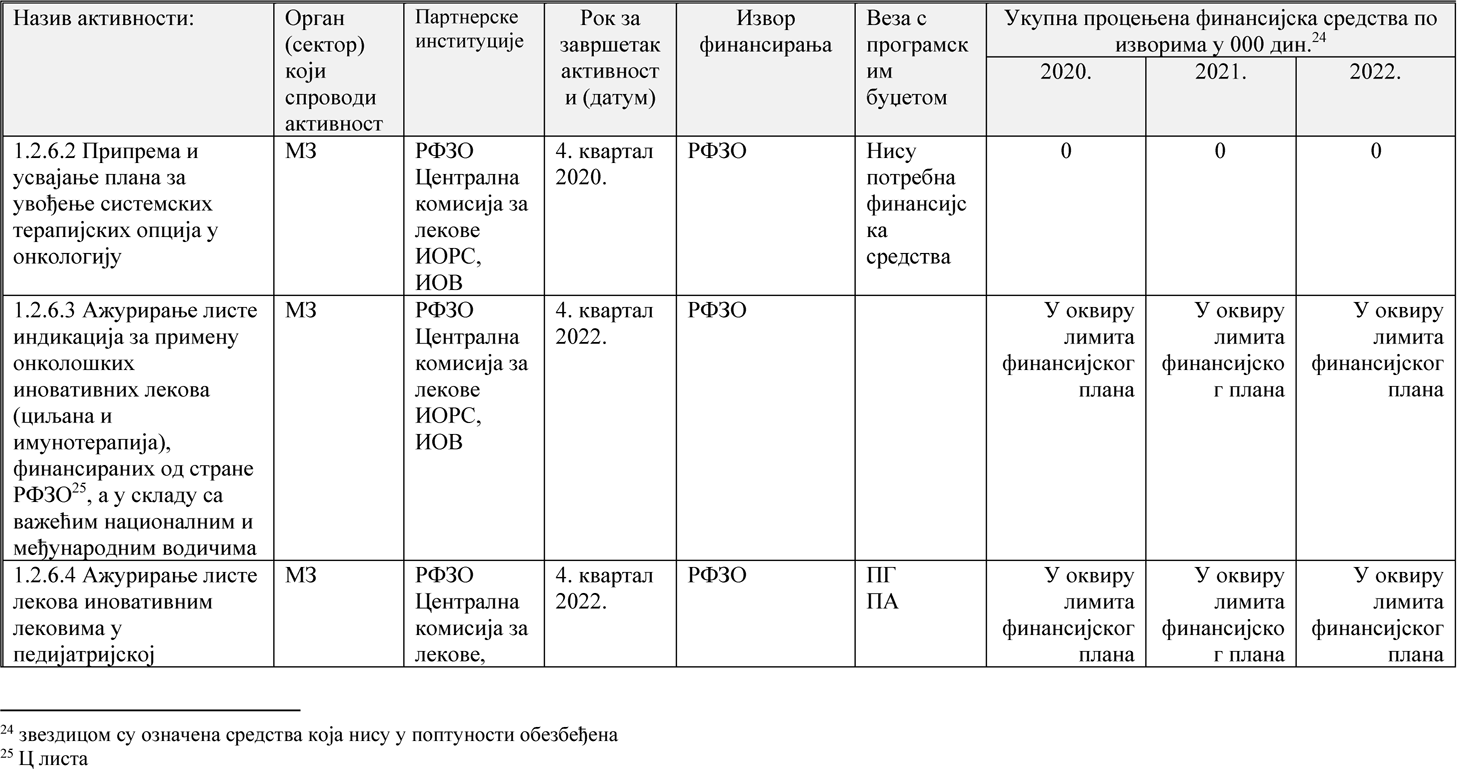 Назив активности:
Орган
(сектор)
који
спроводи
активност
Партнерске
институције
Рок за
завршетак
активност
и (датум)
Извор
финансирања
Веза с
програмск
им
буџетом
Укупна процењена финансијска средства по
изворима у 000 дин.24
2020.
2021.
2022.
1.2.6.2 Припрема и
усвајање плана за
увођење системских
терапијских опција у
онкологију
МЗ
РФЗО
Централна
комисија за
лекове
ИОРС,
ИОВ
4. квартал
2020.
РФЗО
Нису
потребна
финансијс
ка
средства
0
0
0
1.2.6.3 Ажурирање листе
индикација за примену
онколошких
иновативних лекова
(циљана и
имунотерапија),
финансираних од стране
РФЗО25, а у складу са
важећим националним и
међународним водичима
МЗ
РФЗО
Централна
комисија за
лекове
ИОРС,
ИОВ
4. квартал
2022.
РФЗО
У оквиру
лимита
финансијског
плана
У оквиру
лимита
финансијско
г плана
У оквиру
лимита
финансијског
плана
1.2.6.4 Ажурирање листе
лекова иновативним
лековима у
педијатријској
МЗ
РФЗО
Централна
комисија за
лекове,
4. квартал
2022.
РФЗО
ПГ
ПА
У оквиру
лимита
финансијског
плана
У оквиру
лимита
финансијско
г плана
У оквиру
лимита
финансијског
плана
24 звездицом су означена средства која нису у поптуности обезбеђена
25 Ц листа